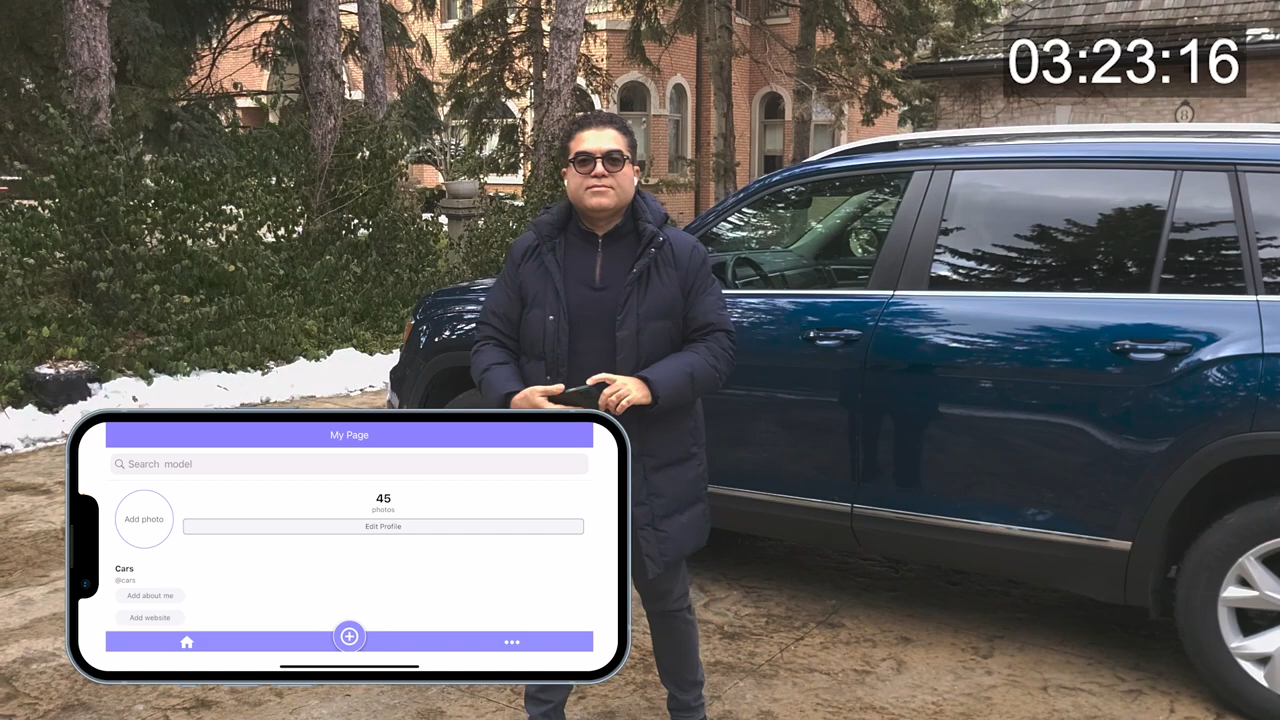 03:23:16
8
My Page
Search model
Add photo
45
photos
Edit Profile
Cars
@cars
Add about me
Add website